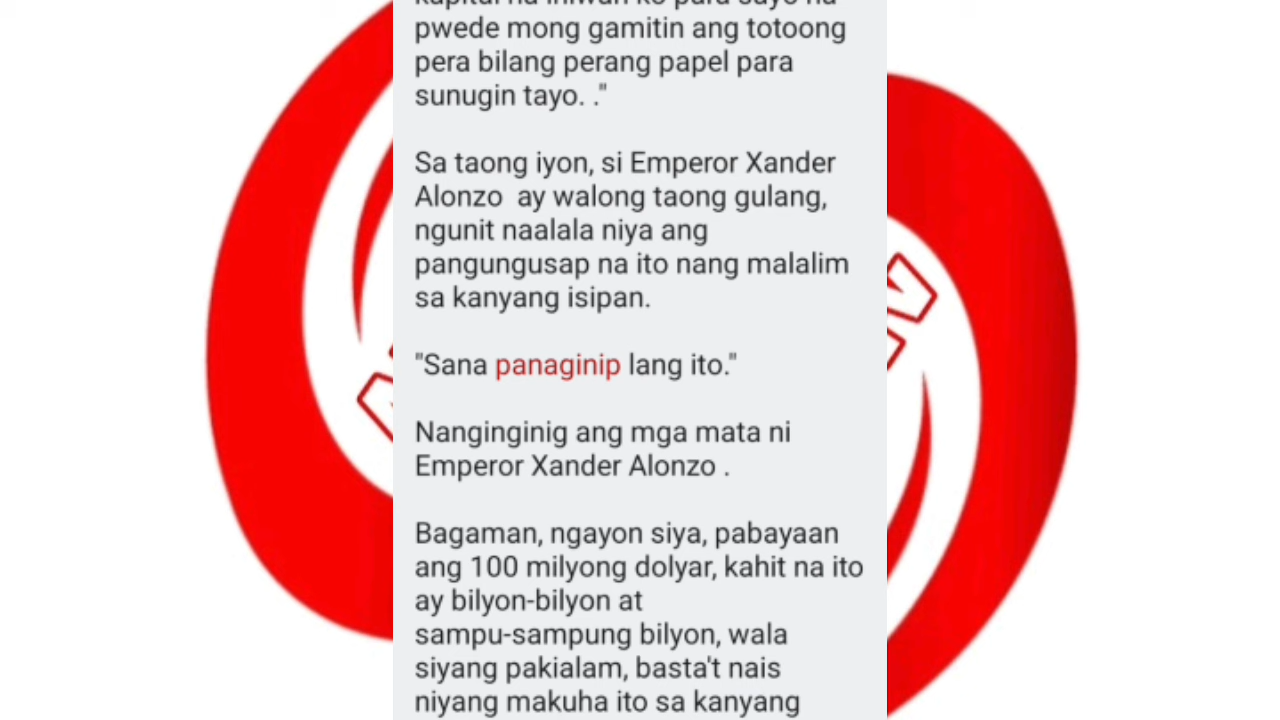 pwede mong gamitin ang totoong
pera bilang perang papel para
sunugin tayo. ."
Sa taong iyon, si Emperor Xander
Alonzo  ay walong taong gulang,
ngunit naalala niya ang
pangungusap na ito nang malalim
sa kanyang isipan.
"Sana panaginip lang ito."
Nanginginig ang mga mata ni
Emperor Xander Alonzo .
Bagaman, ngayon siya, pabayaan
ang 100 milyong dolyar, kahit na ito
ay bilyon-bilyon at
sampu-sampung bilyon, wala
siyang pakialam, basta't nais
niyang makuha ito sa kanyang